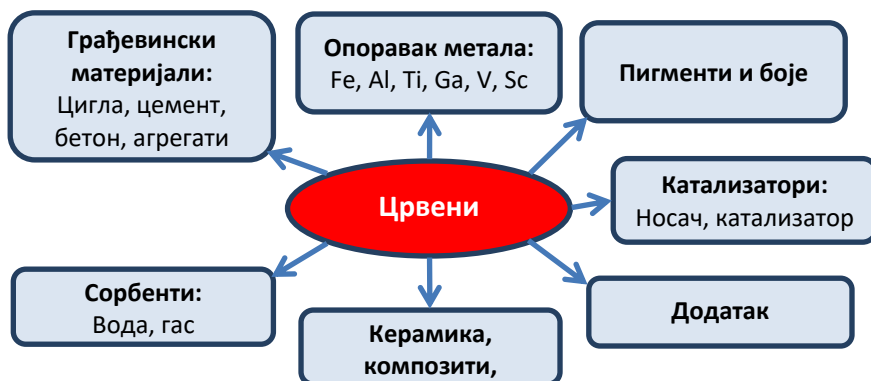 Грађевински
материјали:
Цигла, цемент,
бетон, агрегати
Опоравак метала:
Fe, Al, Ti, Ga, V, Sc
Пигменти и боје
Црвени
Катализатори:
Носач, катализатор
Сорбенти:
Вода, гас
Керамика,
композити,
Додатак